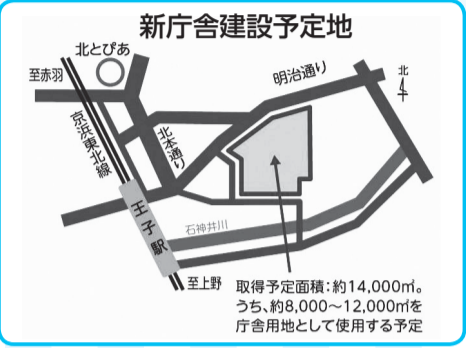 新庁舎建設予定地
北とぴあ
至赤羽
明治通り
北
京浜東北線
北本通り
王子駅
石神井川
至上野
取得予定面積:約14,000㎡。
うち、約8,000〜12,000㎡を
庁舎用地として使用する予定